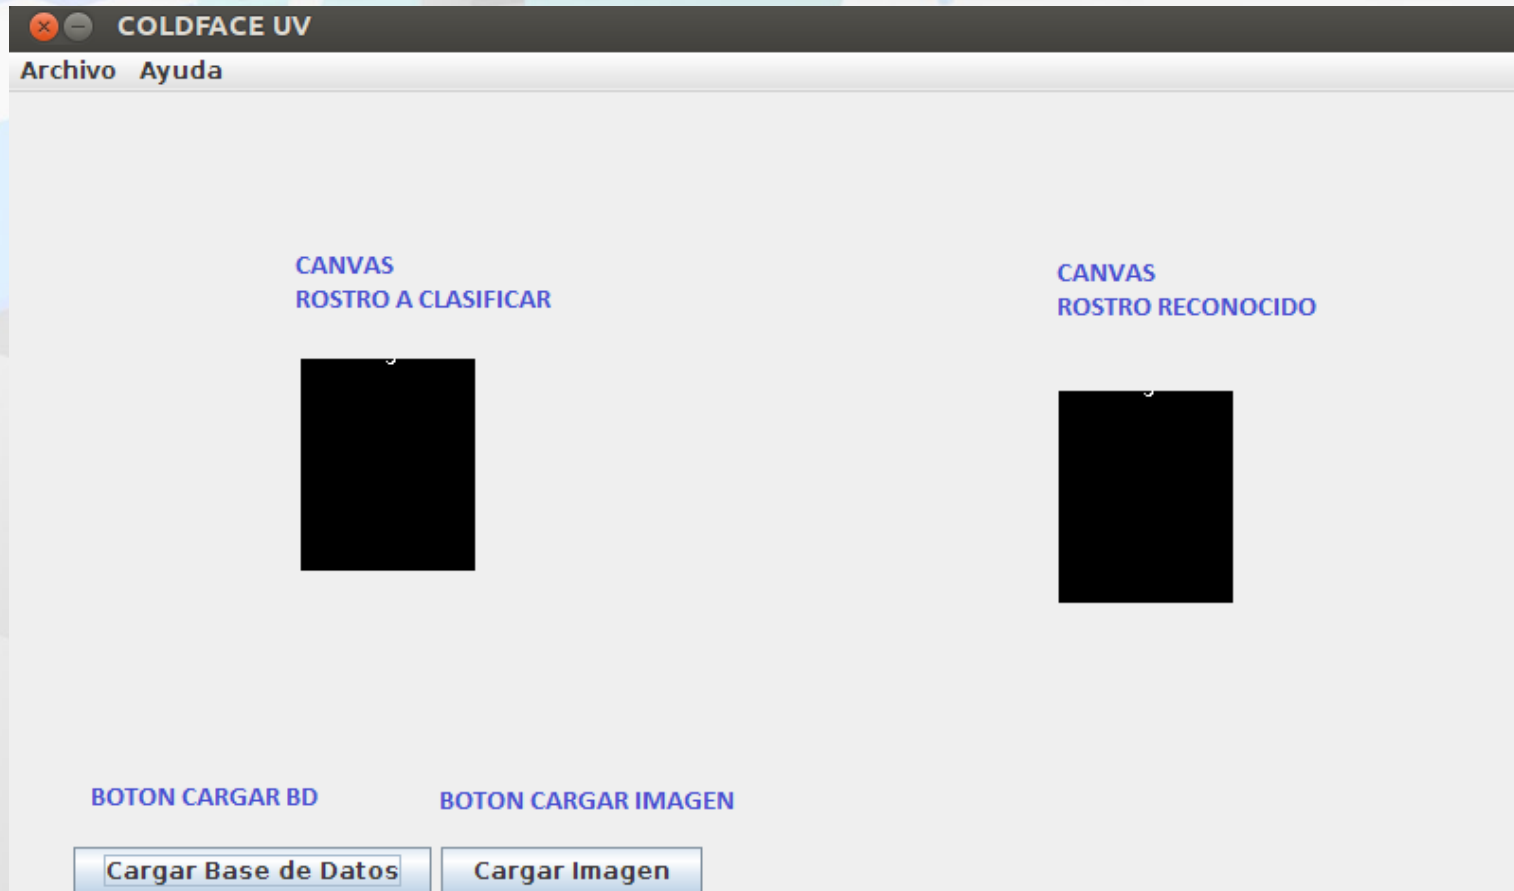 COLDFACE UV
Archivo Ayuda
CANVAS
ROSTRO A CLASIFICAR
CANVAS
ROSTRO RECONOCIDO
BOTON CARGAR BD
BOTON CARGAR IMAGEN
Cargar Base de Datos
Cargar Imagen